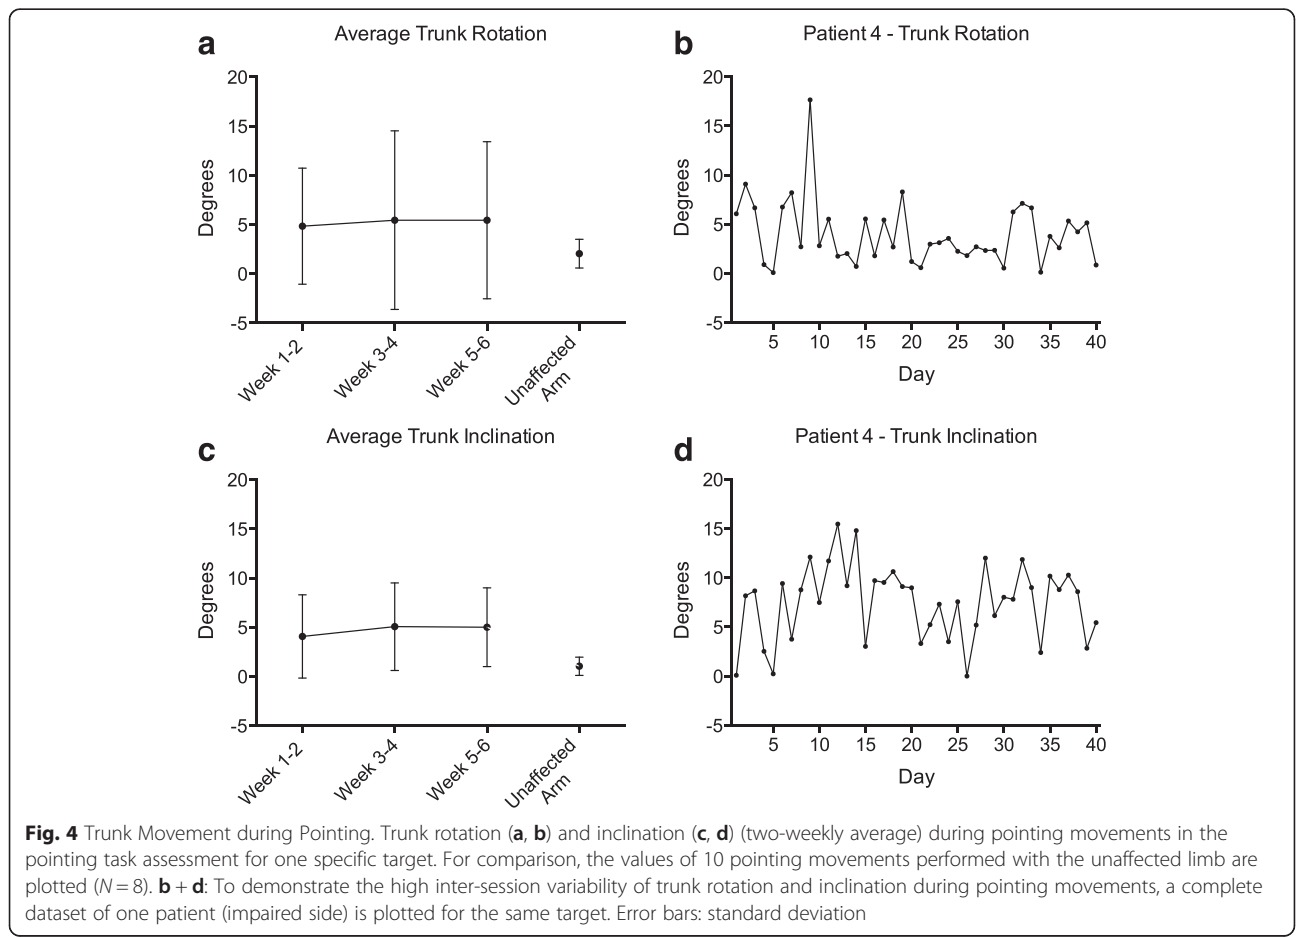 a
Average Trunk Rotation
Degrees
20
15
10
5
0
-5
Week 1-2
Week 3-4
Week 5-6
Unaffected
Arm
b
Patient 4 - Trunk Rotation
Degrees
20
15
10
5
0
-5
5 10 15 20 25 30 35 40
Day
c
Average Trunk Inclination
Degrees
20
15
10
5
0
-5
Week 1-2
Week 3-4
Week 5-6
Unaffected
Arm
d
Patient 4 - Trunk Inclination
Degrees
20
15
10
5
0
-5
5 10 15 20 25 30 35 40
Day
Fig. 4 Trunk Movement during Pointing. Trunk rotation (a, b) and inclination (c, d) (two-weekly average) during pointing movements in the
pointing task assessment for one specific target. For comparison, the values of 10 pointing movements performed with the unaffected limb are
plotted (N = 8). b + d: To demonstrate the high inter-session variability of trunk rotation and inclination during pointing movements, a complete
dataset of one patient (impaired side) is plotted for the same target. Error bars: standard deviation